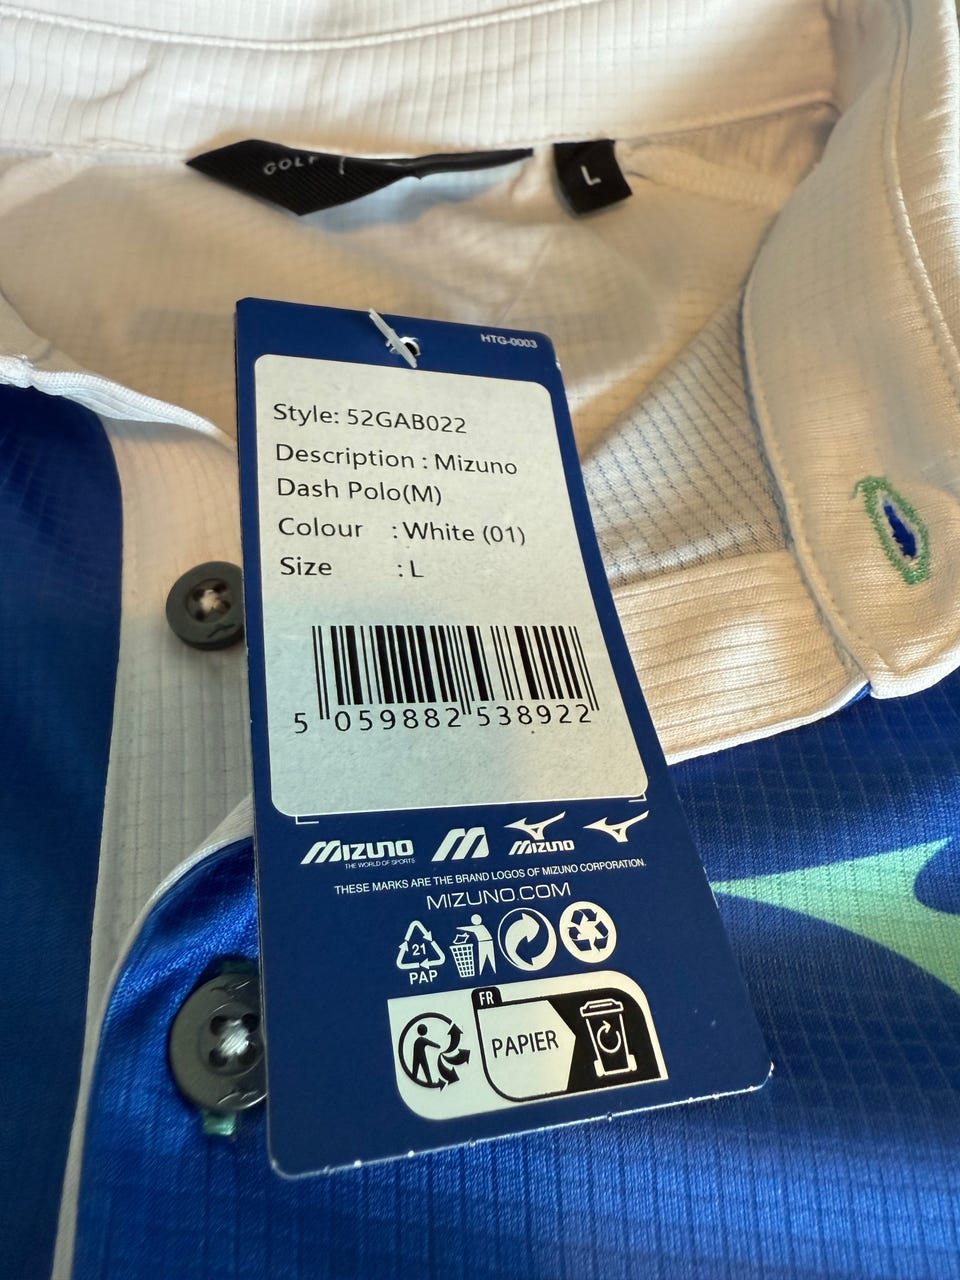 GOLF
L
HTG-0003
Style: 52GAB022
Description : Mizuno
Dash Polo(M)
Colour : White (01)
Size : L
5 059882 538922
MIZUNO
THE WORLD OF SPORTS
M
MIZUNO
THESE MARKS ARE THE BRAND LOGOS OF MIZUNO CORPORATION.
MIZUNO.COM
21
PAP
FR
PAPIER